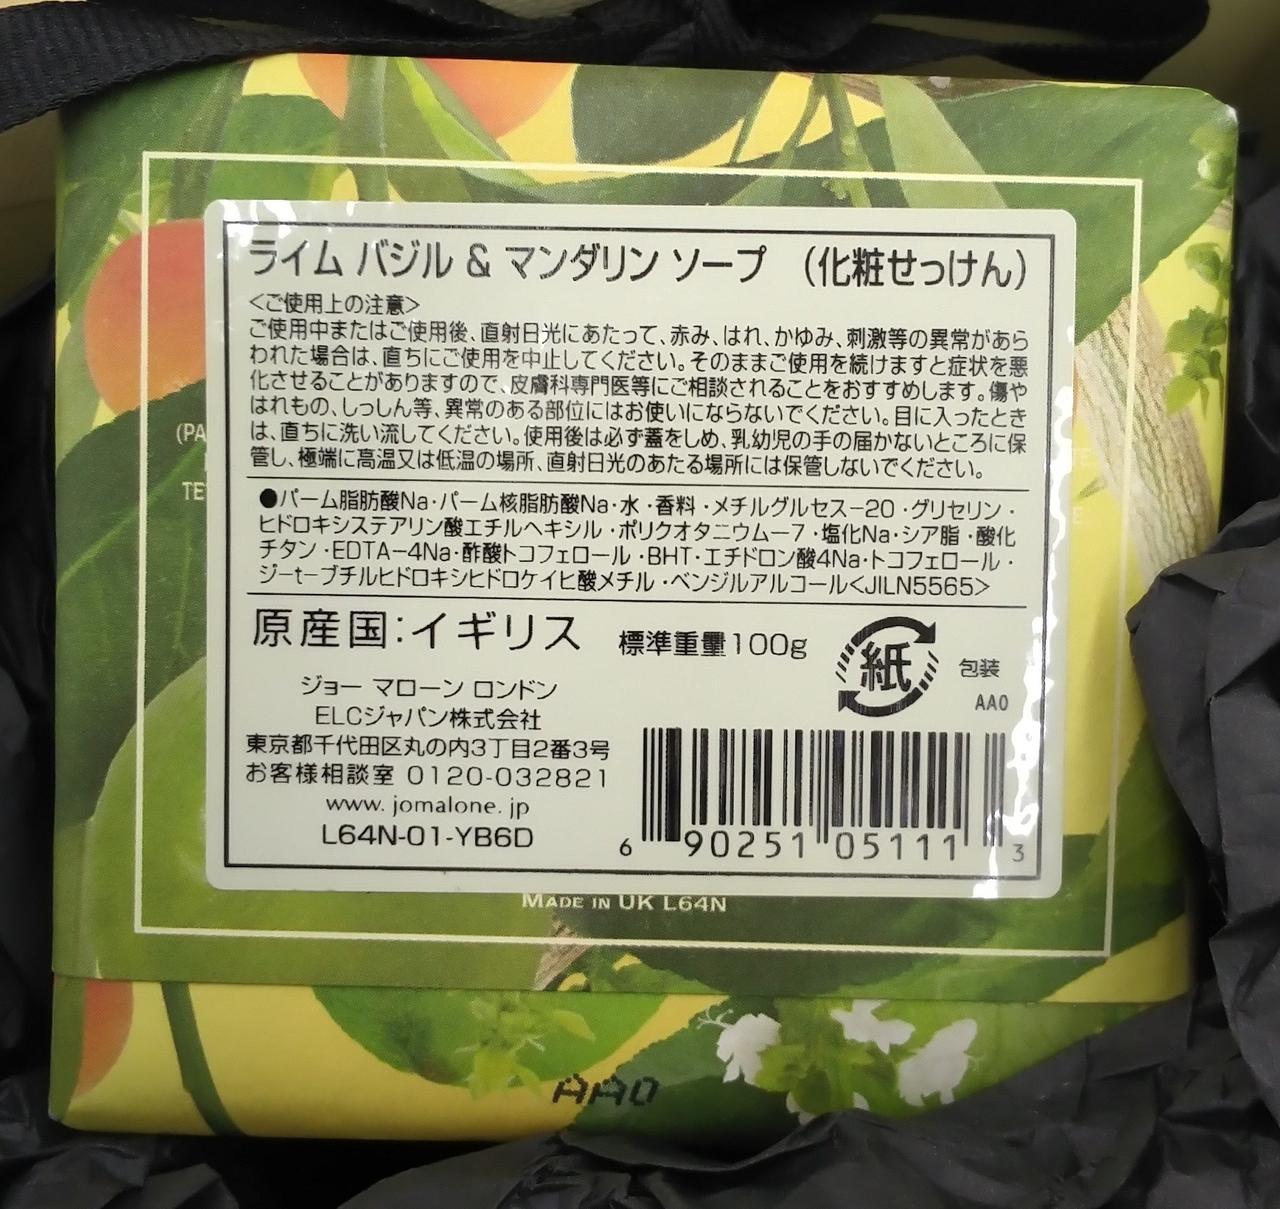 ライム バジル & マンダリン ソープ （化粧せっけん）
<ご使用上の注意>
ご使用中またはご使用後、直射日光にあたって、赤み、はれ、かゆみ、刺激等の異常があら
われた場合は、直ちにご使用を中止してください。そのままご使用を続けますと症状を悪
化させることがありますので、皮膚科専門医等にご相談されることをおすすめします。傷や
はれもの、しっしん等、異常のある部位にはお使いにならないでください。目に入ったとき
は、直ちに洗い流してください。使用後は必ず蓋をしめ、乳幼児の手の届かないところに保
管し、極端に高温又は低温の場所、直射日光のあたる場所には保管しないでください。
●パーム脂肪酸Na・パーム核脂肪酸Na・水・香料・メチルグルセス−20・グリセリン・
ヒドロキシステアリン酸エチルヘキシル・ポリクオタニウム−7・塩化Na・シア脂・酸化
チタン・EDTA−4Na・酢酸トコフェロール・BHT・エチドロン酸4Na・トコフェロール・
ジ−t−ブチルヒドロキシヒドロケイヒ酸メチル・ベンジルアルコール<JILN5565>
原産国：イギリス 標準重量100g 紙 包装
AA0
ジョー マローン ロンドン
ELCジャパン株式会社
東京都千代田区丸の内3丁目2番3号
お客様相談室 0120-032821
www.jomalone.jp
L64N-01-YB6D
6 90251 05111 3
(PA
TE
MADE IN UK L64N
AA0